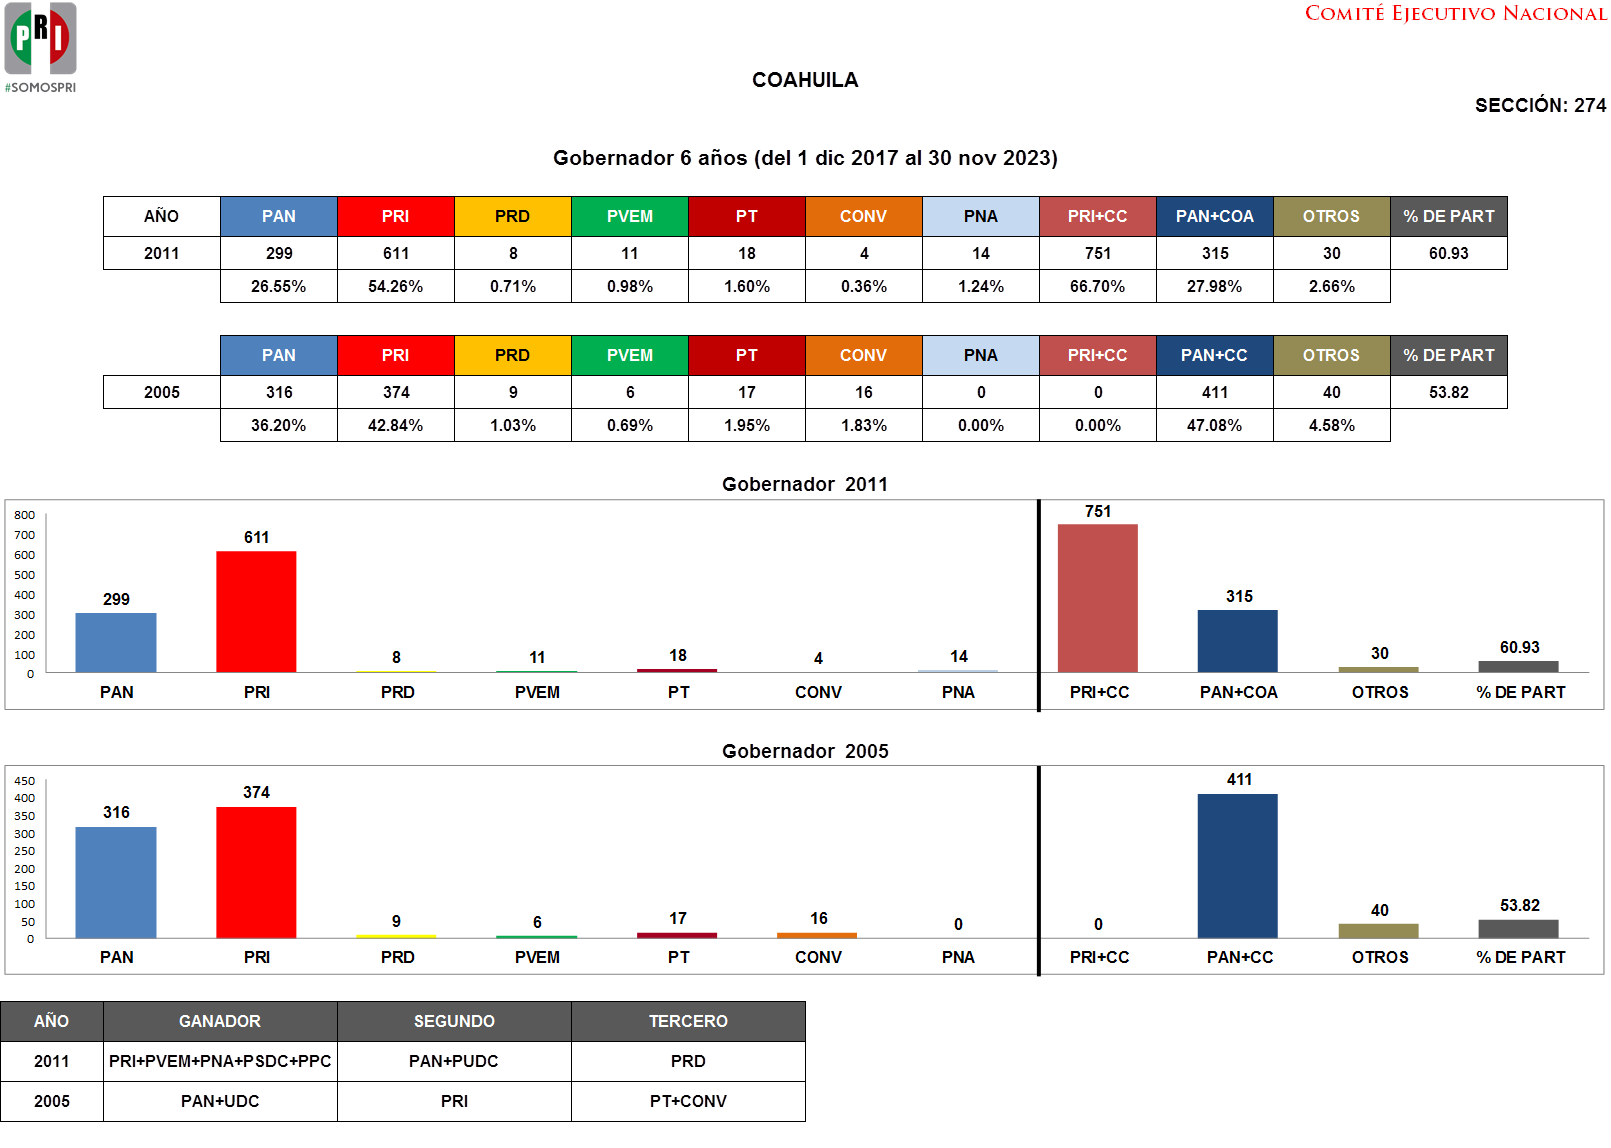 PRI
#SOMOSPRI
COMITÉ EJECUTIVO NACIONAL
COAHUILA
SECCIÓN: 274
Gobernador 6 años (del 1 dic 2017 al 30 nov 2023)
AÑO PAN PRI PRD PVEM PT CONV PNA PRI+CC PAN+COA OTROS % DE PART
2011 299 611 8 11 18 4 14 751 315 30 60.93
26.55% 54.26% 0.71% 0.98% 1.60% 0.36% 1.24% 66.70% 27.98% 2.66%
PAN PRI PRD PVEM PT CONV PNA PRI+CC PAN+CC OTROS % DE PART
2005 316 374 9 6 17 16 0 0 411 40 53.82
36.20% 42.84% 1.03% 0.69% 1.95% 1.83% 0.00% 0.00% 47.08% 4.58%
Gobernador 2011
800
700
600
500
400
300
200
100
0
299 611 8 11 18 4 14 751 315 30 60.93
PAN PRI PRD PVEM PT CONV PNA PRI+CC PAN+COA OTROS % DE PART
Gobernador 2005
450
400
350
300
250
200
150
100
50
0
316 374 9 6 17 16 0 0 411 40 53.82
PAN PRI PRD PVEM PT CONV PNA PRI+CC PAN+CC OTROS % DE PART
AÑO GANADOR SEGUNDO TERCERO
2011 PRI+PVEM+PNA+PSDC+PPC PAN+PUDC PRD
2005 PAN+UDC PRI PT+CONV